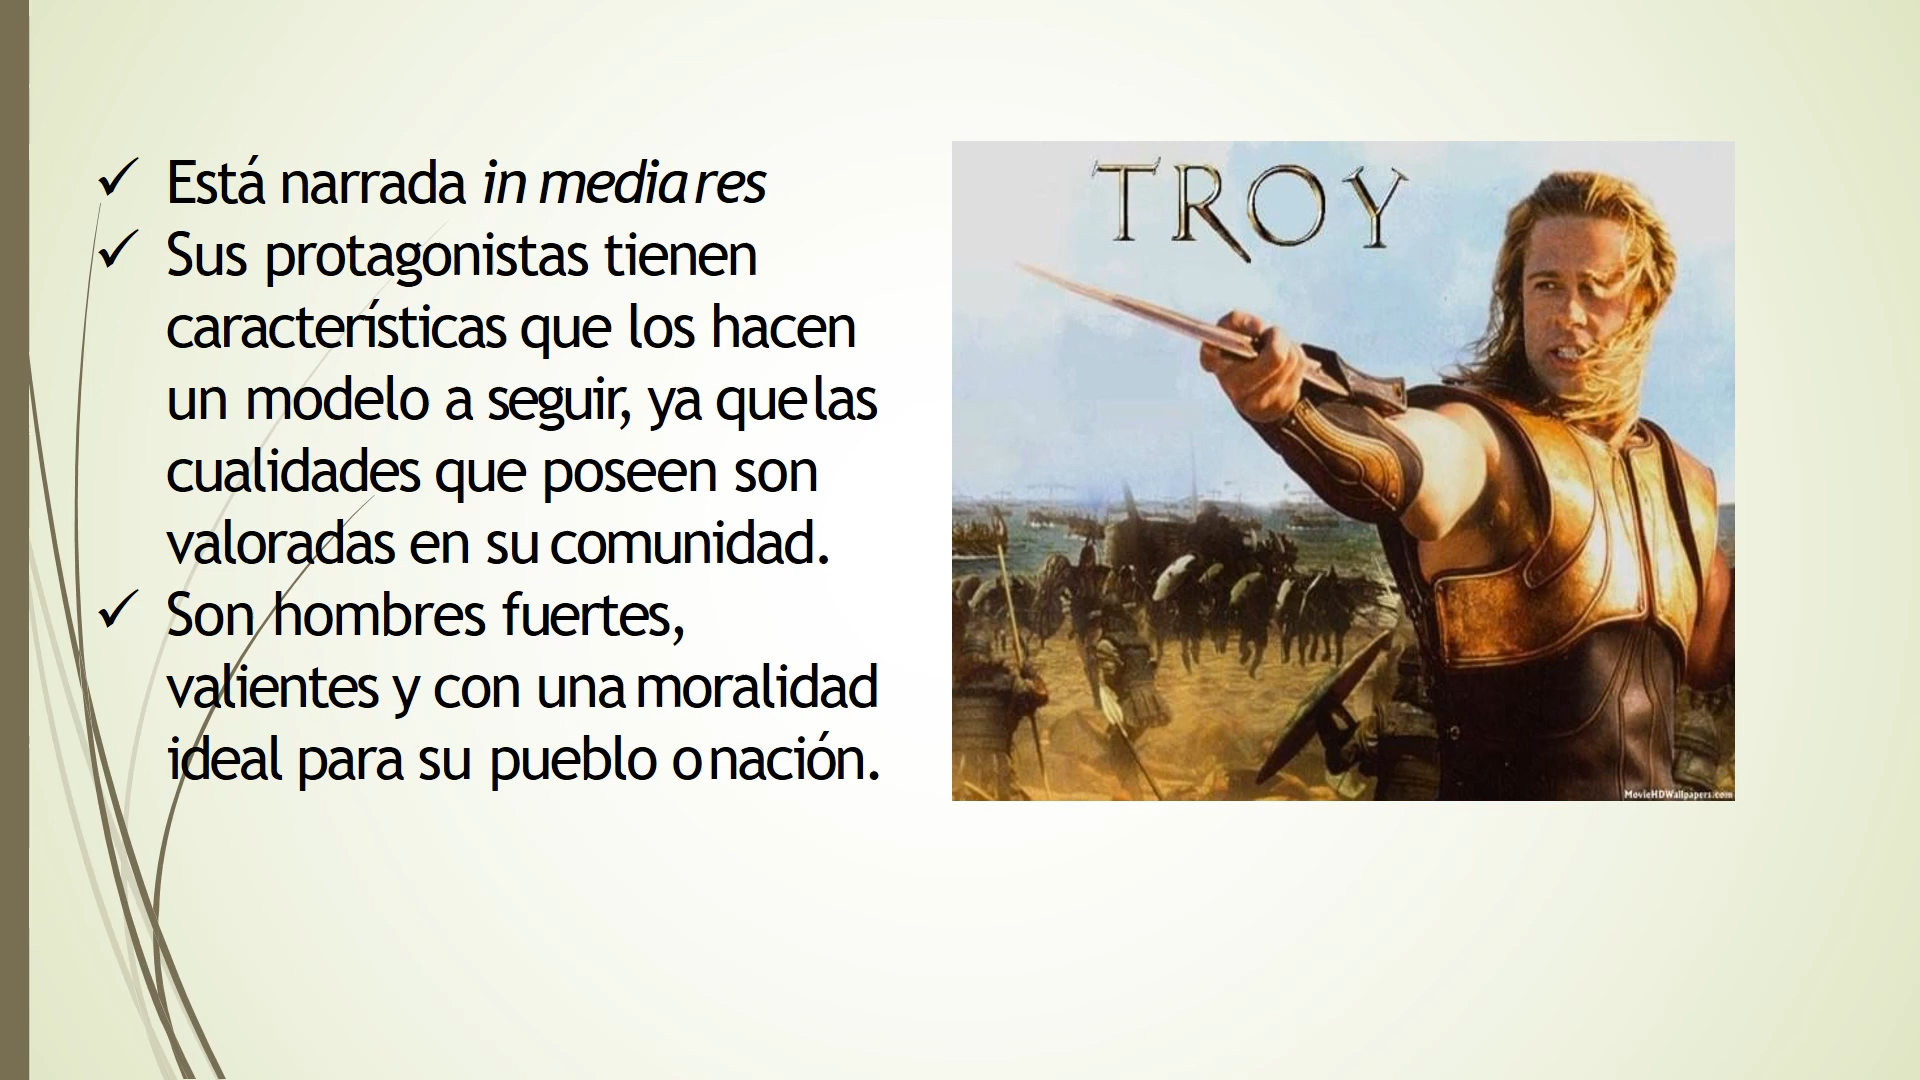 Está narrada in media res
Sus protagonistas tienen
características que los hacen
un modelo a seguir, ya que las
cualidades que poseen son
valoradas en su comunidad.
Son hombres fuertes,
valientes y con una moralidad
ideal para su pueblo o nación.
TROY
MovieHDWallpapers.com